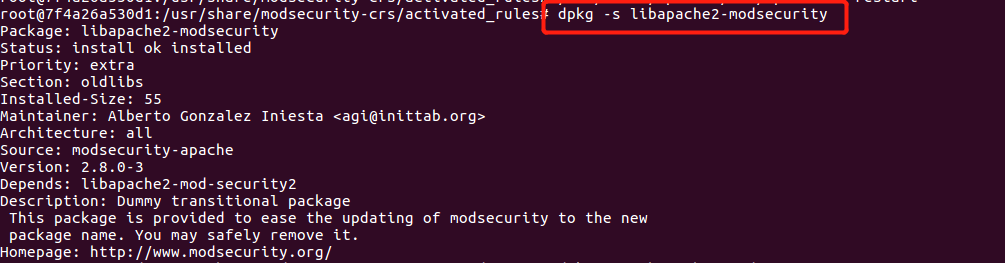 root@7f4a26a530d1:/usr/share/modsecurity-crs/activated_rules# dpkg -s libapache2-modsecurity
Package: libapache2-modsecurity
Status: install ok installed
Priority: extra
Section: oldlibs
Installed-Size: 55
Maintainer: Alberto Gonzalez Iniesta <agi@inittab.org>
Architecture: all
Source: modsecurity-apache
Version: 2.8.0-3
Depends: libapache2-mod-security2
Description: Dummy transitional package
 This package is provided to ease the updating of modsecurity to the new
 package name. You may safely remove it.
Homepage: http://www.modsecurity.org/